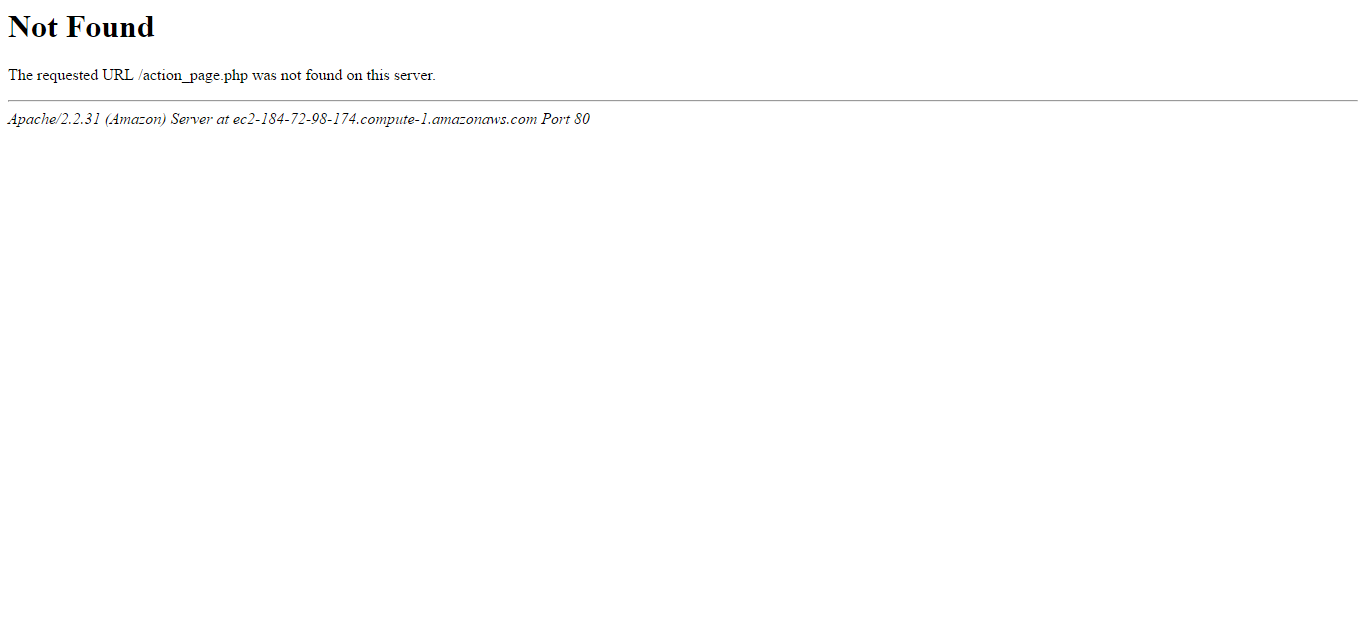 Not Found
The requested URL /action_page.php was not found on this server.
Apache/2.2.31 (Amazon) Server at ec2-184-72-98-174.compute-1.amazonaws.com Port 80